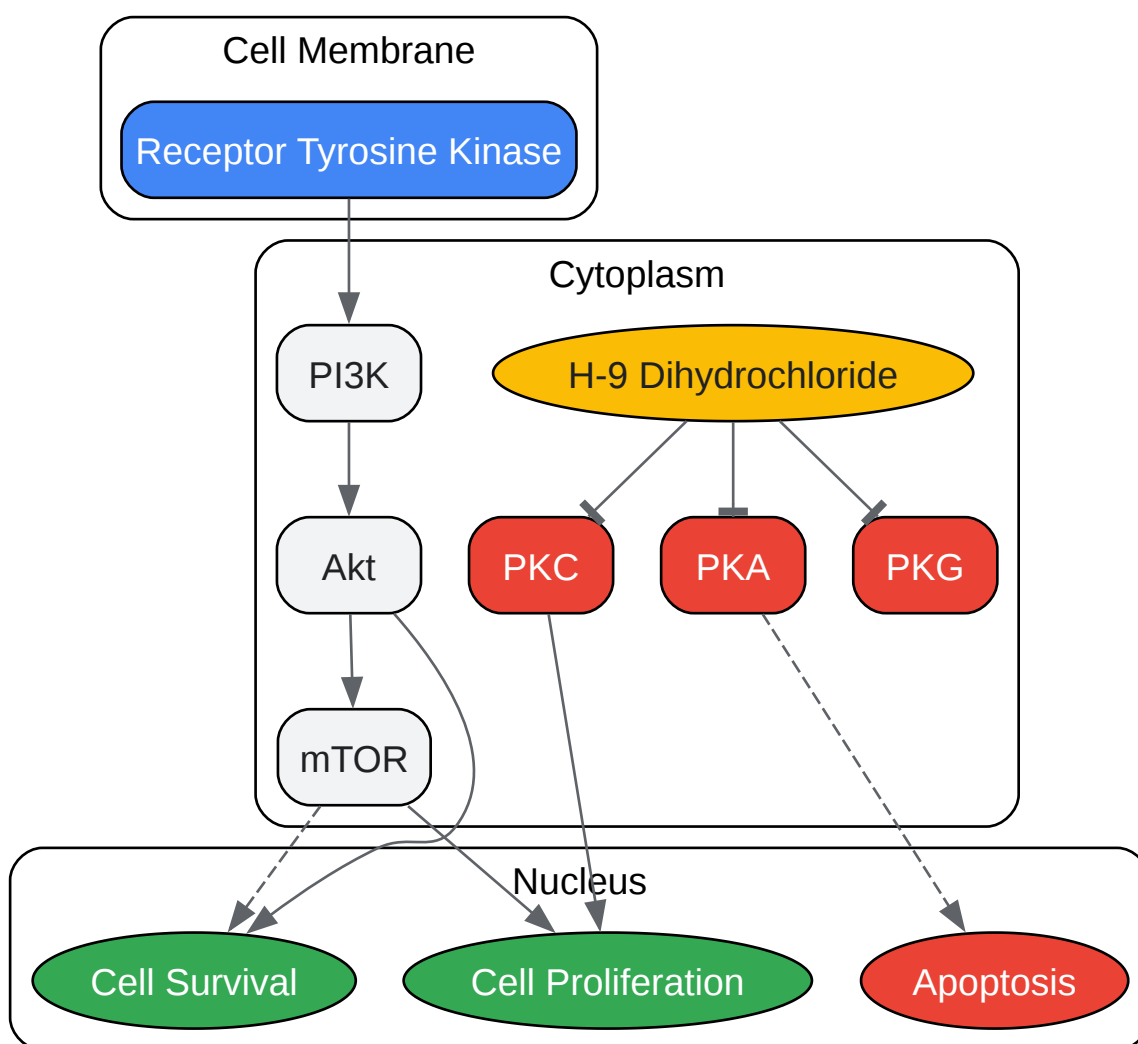 Cell Membrane
Receptor Tyrosine Kinase
Cytoplasm
PI3K
H-9 Dihydrochloride
Akt
PKC
PKA
PKG
mTOR
Nucleus
Cell Survival
Cell Proliferation
Apoptosis